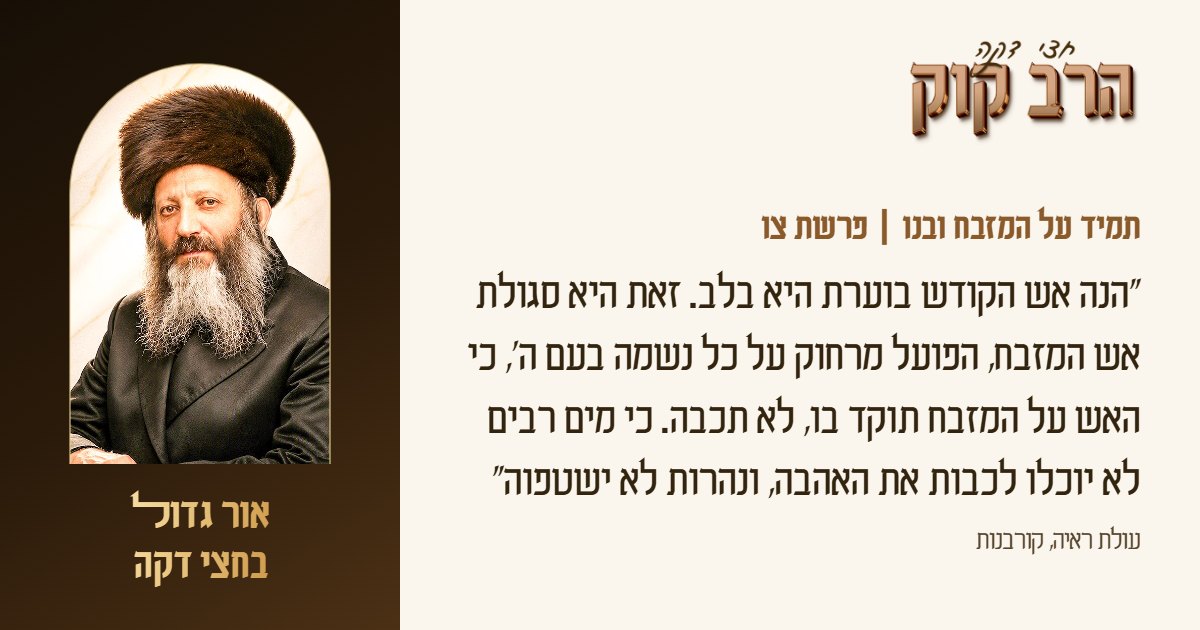 חצי דקה
הרב קוק
תמיד על המזבח ובנו | פרשת צו
"הנה אש הקודש בוערת היא בלב. זאת היא סגולת
אש המזבח, הפועל מרחוק על כל נשמה בעם ה', כי
האש על המזבח תוקד בו, לא תכבה. כי מים רבים
לא יוכלו לכבות את האהבה, ונהרות לא ישטפוה"
עולת ראיה, קורבנות
אור גדול
בחצי דקה